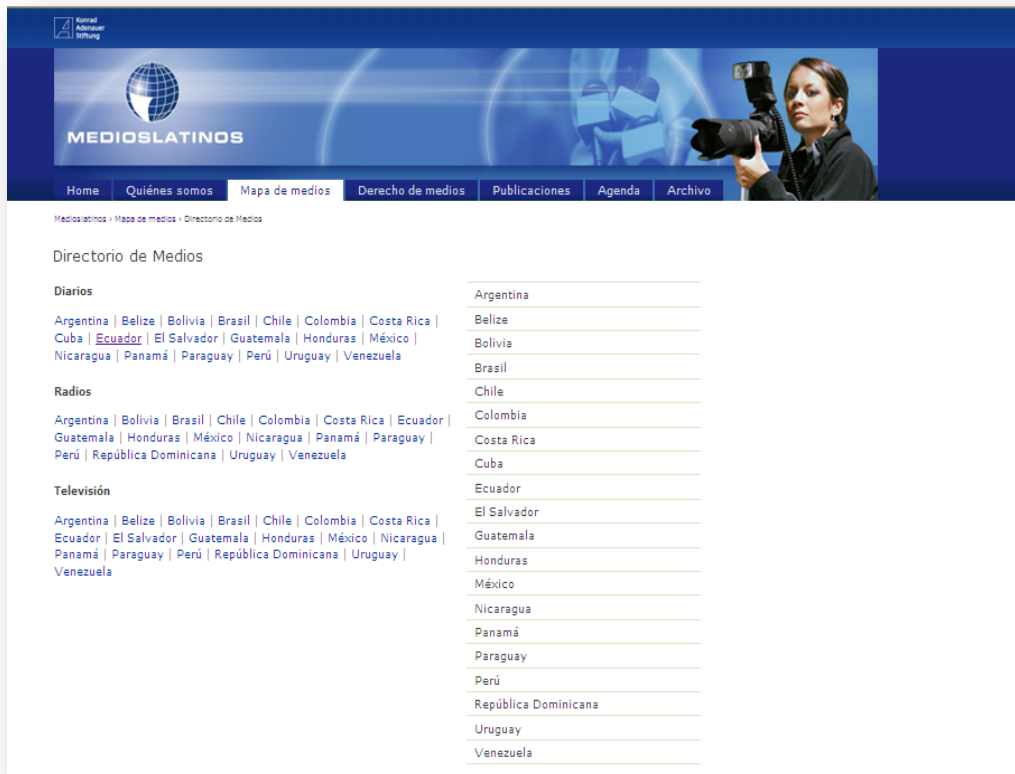 Konrad
Adenauer
Stiftung
MEDIOSLATINOS
Home Quiénes somos Mapa de medios Derecho de medios Publicaciones Agenda Archivo
Medioslatinos › Mapa de medios › Directorio de Medios
Directorio de Medios
Diarios
Argentina | Belize | Bolivia | Brasil | Chile | Colombia | Costa Rica |
Cuba | Ecuador | El Salvador | Guatemala | Honduras | México |
Nicaragua | Panamá | Paraguay | Perú | Uruguay | Venezuela
Radios
Argentina | Bolivia | Brasil | Chile | Colombia | Costa Rica | Ecuador |
Guatemala | Honduras | México | Nicaragua | Panamá | Paraguay |
Perú | República Dominicana | Uruguay | Venezuela
Televisión
Argentina | Belize | Bolivia | Brasil | Chile | Colombia | Costa Rica |
Ecuador | El Salvador | Guatemala | Honduras | México | Nicaragua |
Panamá | Paraguay | Perú | República Dominicana | Uruguay |
Venezuela
Argentina
Belize
Bolivia
Brasil
Chile
Colombia
Costa Rica
Cuba
Ecuador
El Salvador
Guatemala
Honduras
México
Nicaragua
Panamá
Paraguay
Perú
República Dominicana
Uruguay
Venezuela